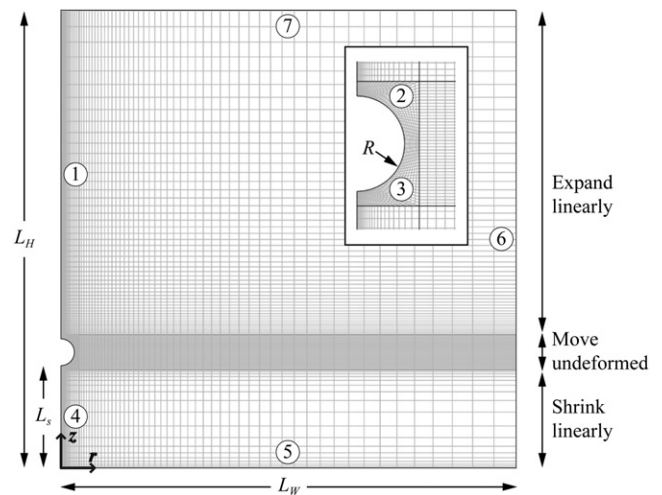 7
2
R
3
1
Expand
linearly
L_H
6
Move
undeformed
L_s
Shrink
linearly
4
z
r
5
L_W